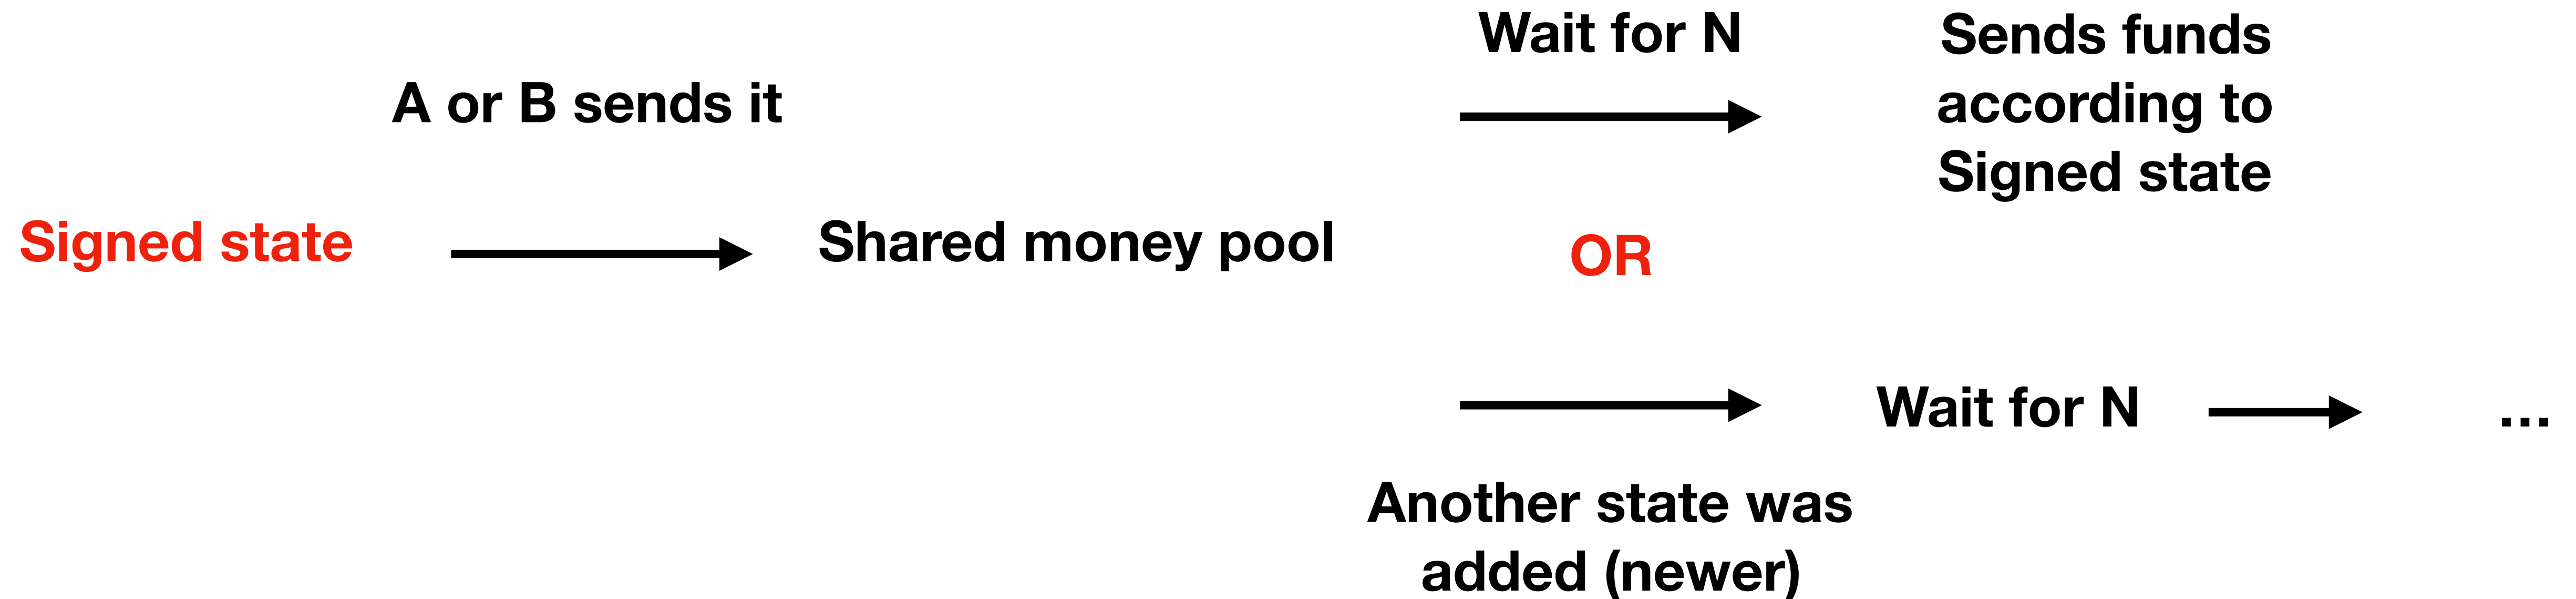 Signed state
A or B sends it
Shared money pool
Wait for N
Sends funds
according to
Signed state
OR
Another state was
added (newer)
Wait for N
...